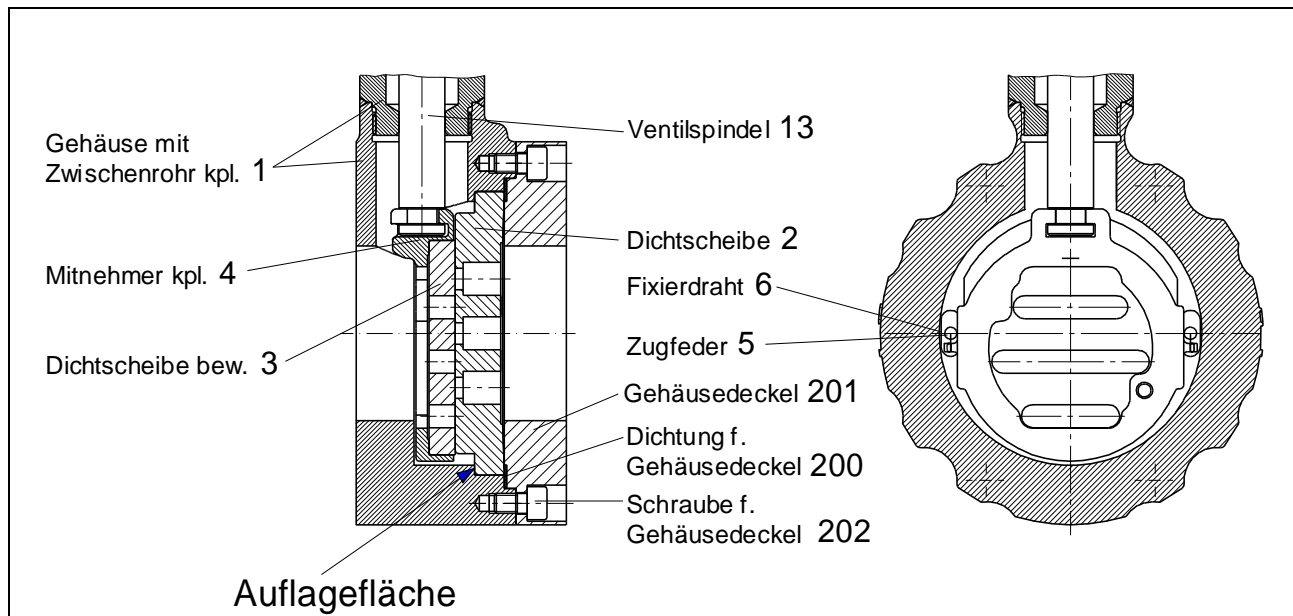 Gehäuse mit
Zwischenrohr kpl. 1
Mitnehmer kpl. 4
Dichtscheibe bew. 3
Auflagefläche
Ventilspindel 13
Dichtscheibe 2
Fixierdraht 6
Zugfeder 5
Gehäusedeckel 201
Dichtung f.
Gehäusedeckel 200
Schraube f.
Gehäusedeckel 202